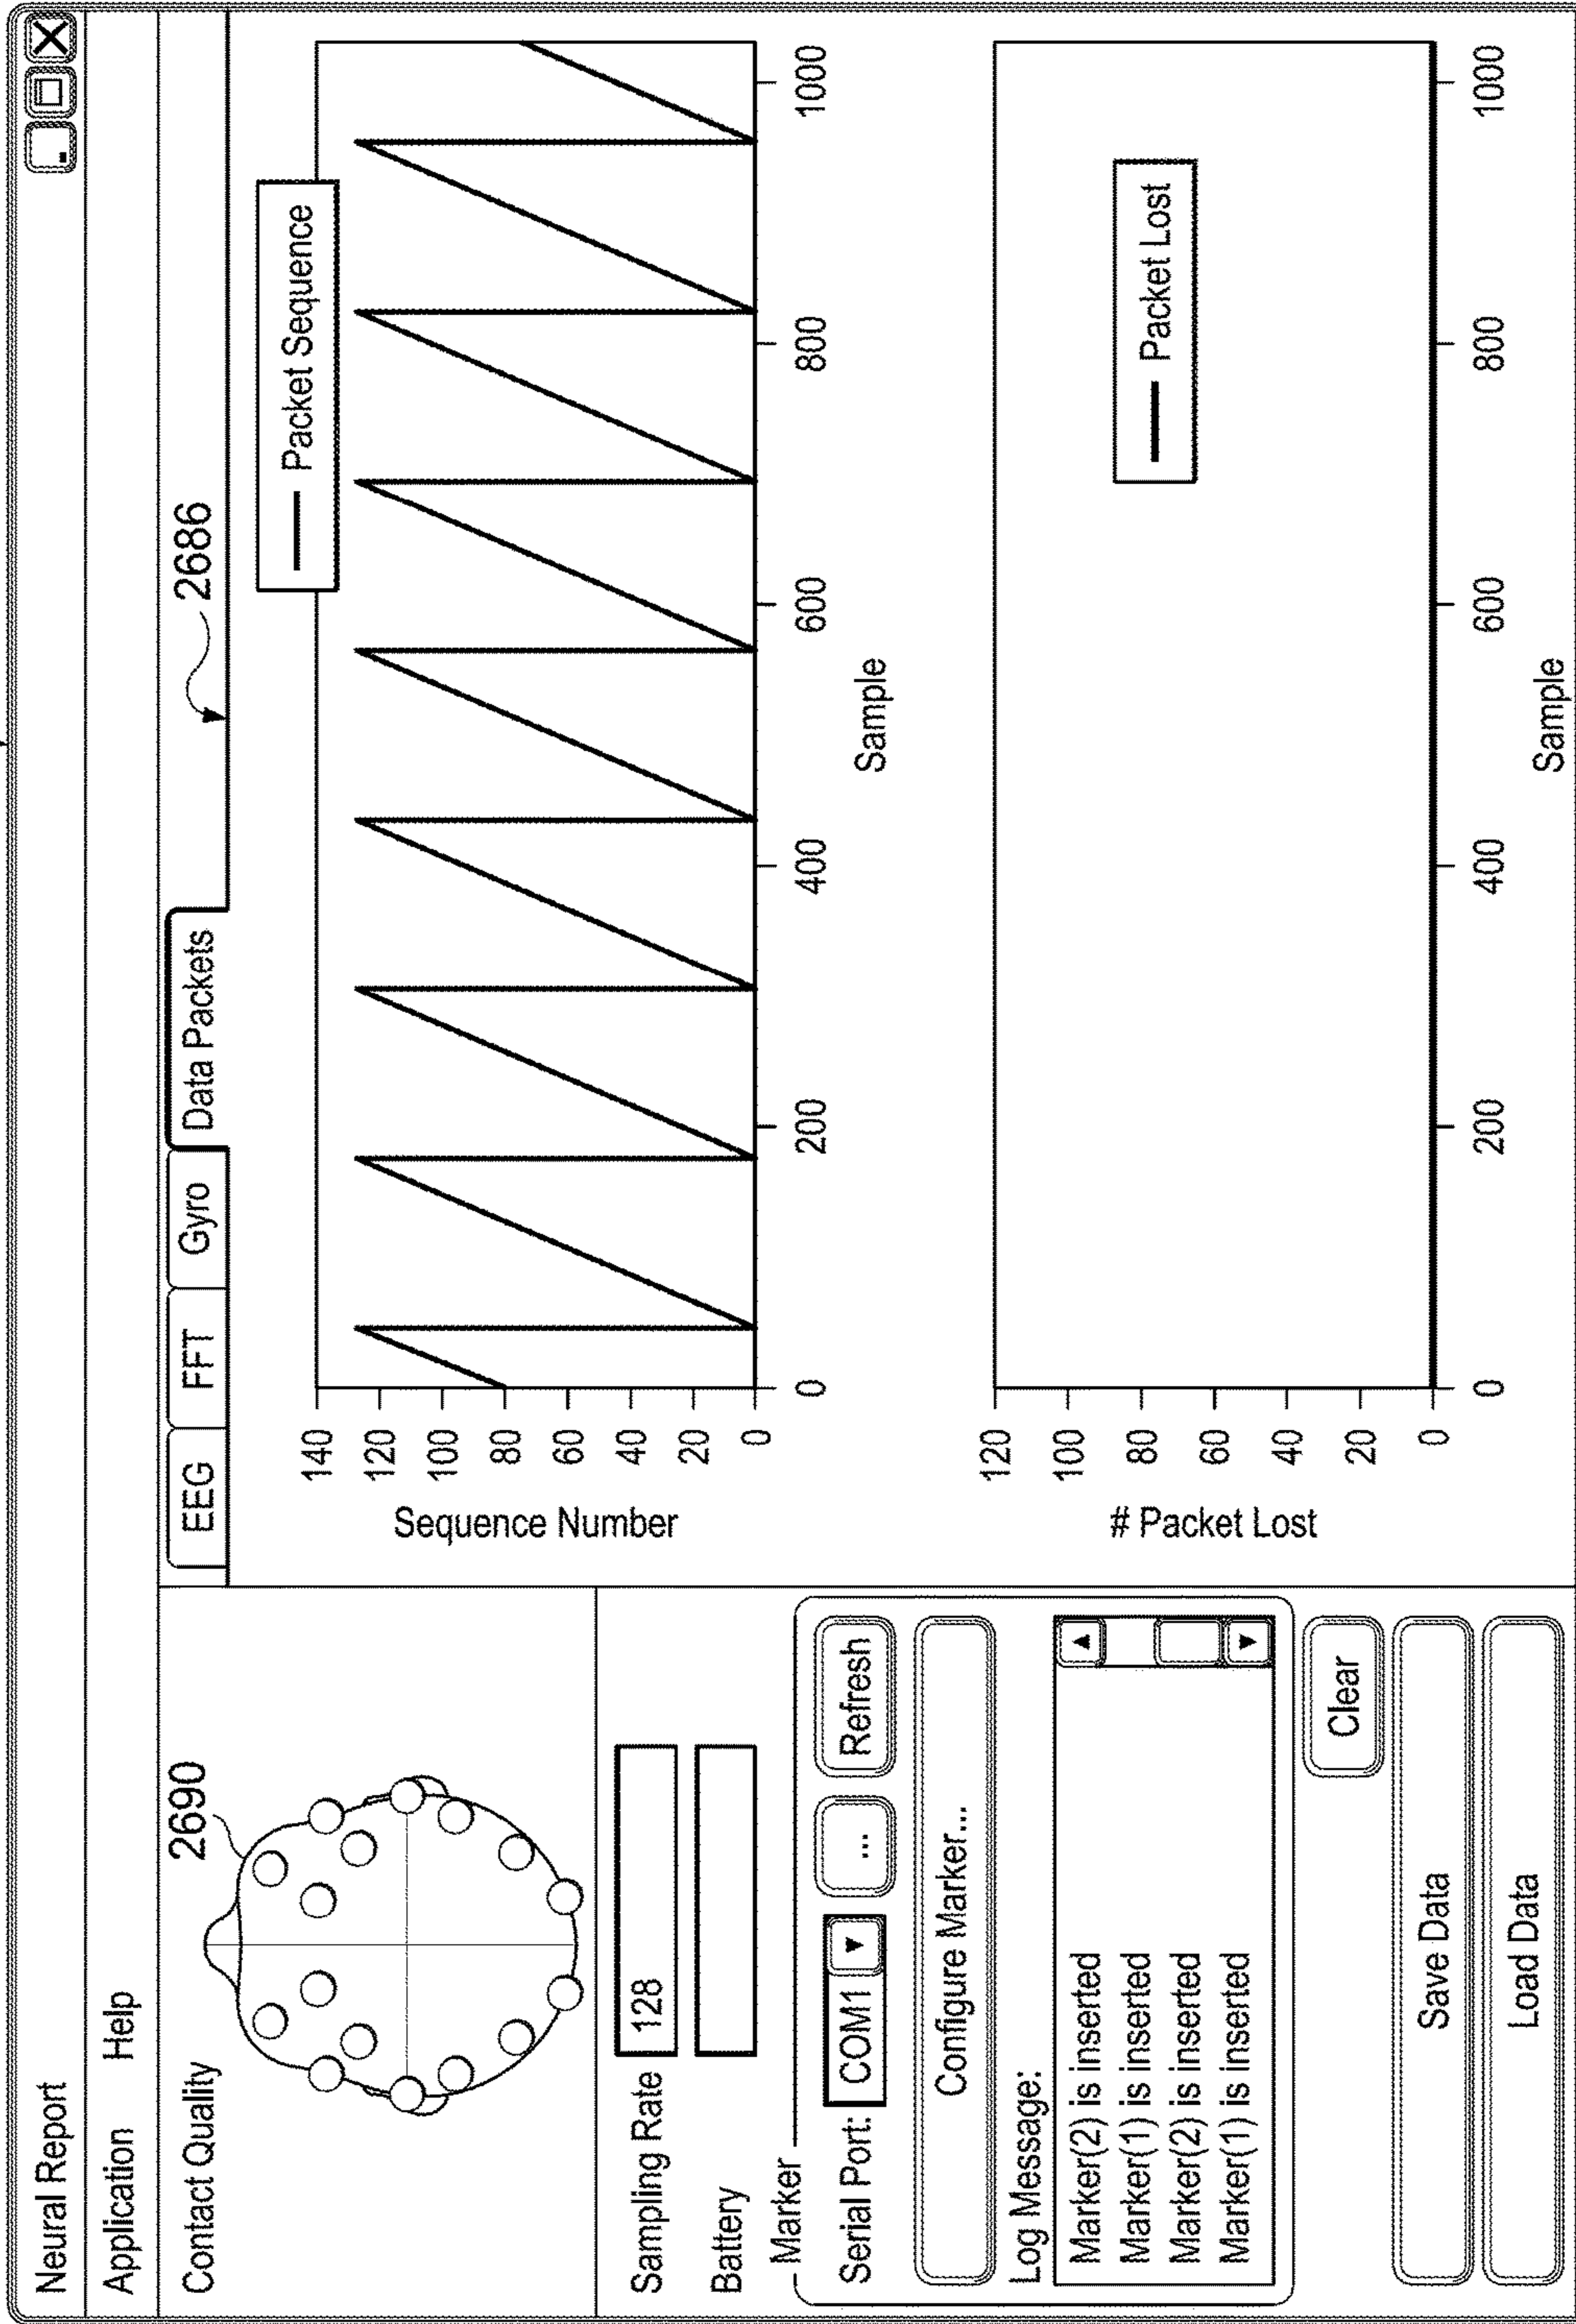 Neural Report
Application Help
Contact Quality
2690
Sampling Rate 128
Battery
Marker
Serial Port: COM1 ... Refresh
Configure Marker...
Log Message:
Marker(2) is inserted
Marker(1) is inserted
Marker(2) is inserted
Marker(1) is inserted
Clear
Save Data
Load Data
EEG FFT Gyro Data Packets
2686
Packet Sequence
Sequence Number
140
120
100
80
60
40
20
0
0 200 400 600 800 1000
Sample
Packet Lost
# Packet Lost
120
100
80
60
40
20
0
0 200 400 600 800 1000
Sample